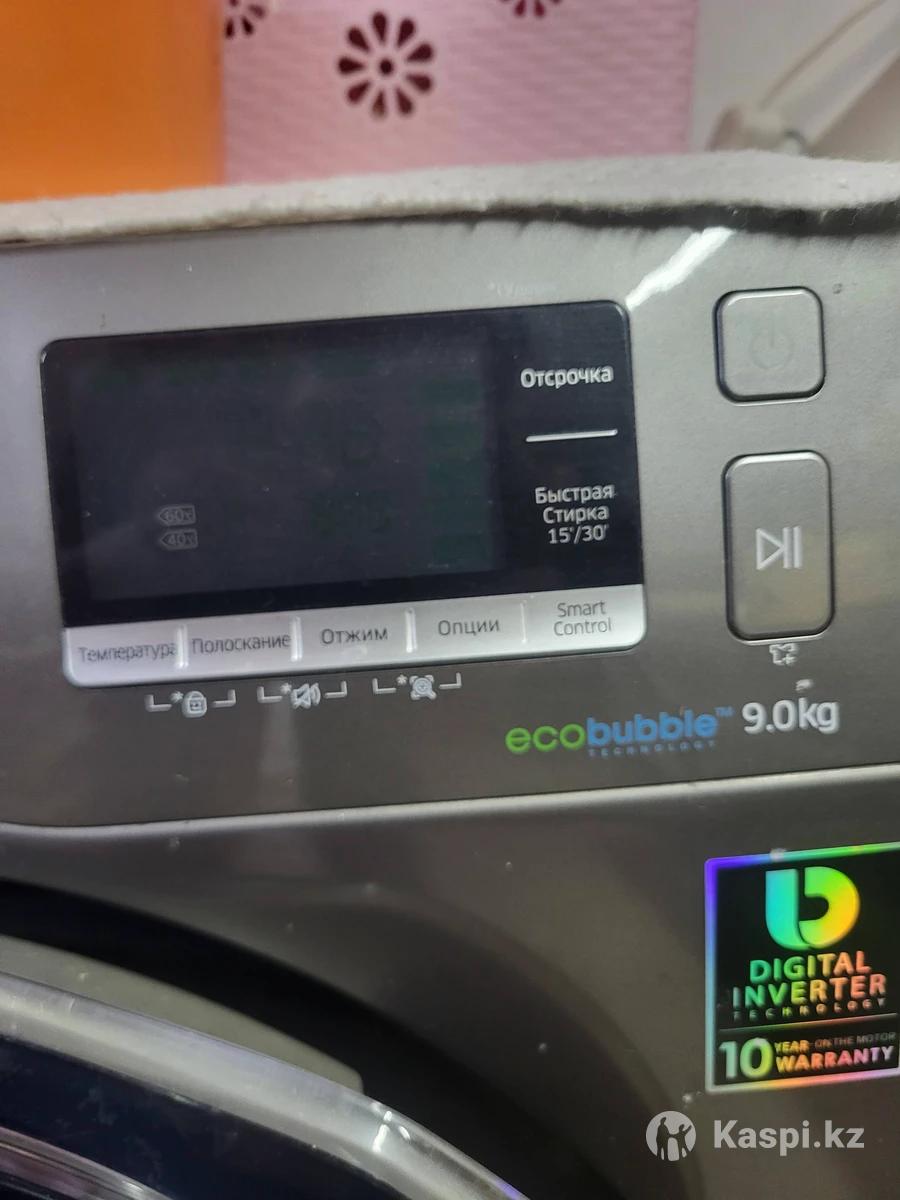 Отсрочка
Быстрая
Стирка
15'/30'
60℃
40℃
Температура Полоскание Отжим Опции Smart Control
ecobubble™ 9.0kg
TECHNOLOGY
DIGITAL
INVERTER
TECHNOLOGY
10 YEAR ON THE MOTOR
WARRANTY
Kaspi.kz